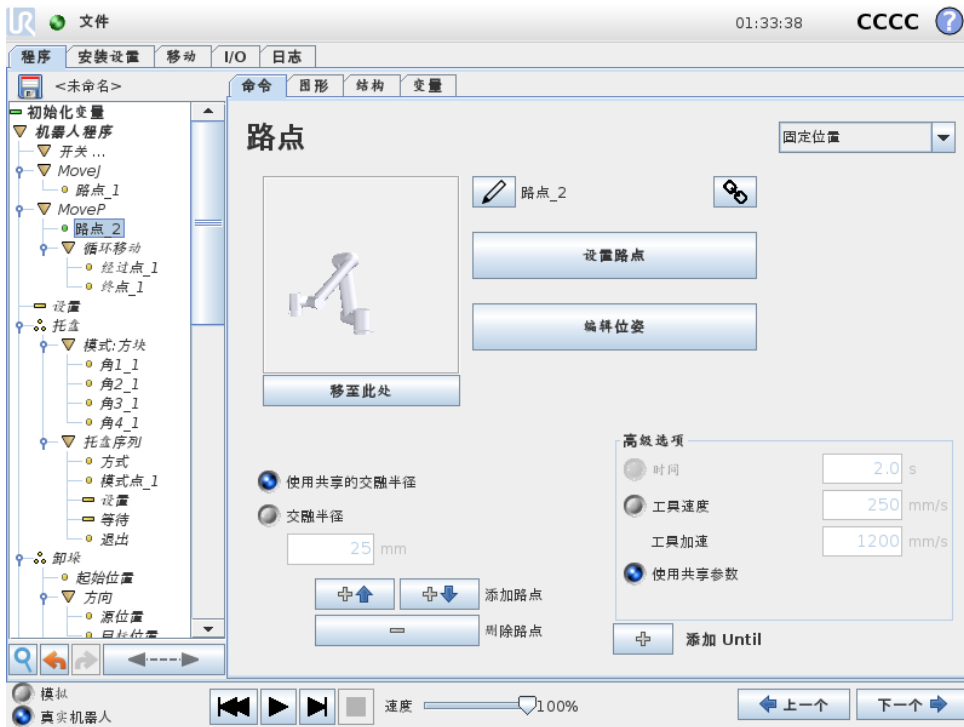 UR 文件 01:33:38 CCCC ?
程序 安装设置 移动 I/O 日志
<未命名> 命令 图形 结构 变量
初始化变量
机器人程序
开关 ...
MoveJ
路点_1
MoveP
路点_2
循环移动
经过点_1
终点_1
设置
托盘
模式:方块
角1_1
角2_1
角3_1
角4_1
托盘序列
方式
模式点_1
设置
等待
退出
卸垛
起始位置
方向
源位置
目标位置
路点 固定位置
路点_2
设置路点
编辑位姿
移至此处
使用共享的交融半径
交融半径
25 mm
添加路点
删除路点
高级选项
时间 2.0 s
工具速度 250 mm/s
工具加速 1200 mm/s
使用共享参数
添加 Until
模拟
真实机器人
速度 100% 上一个 下一个